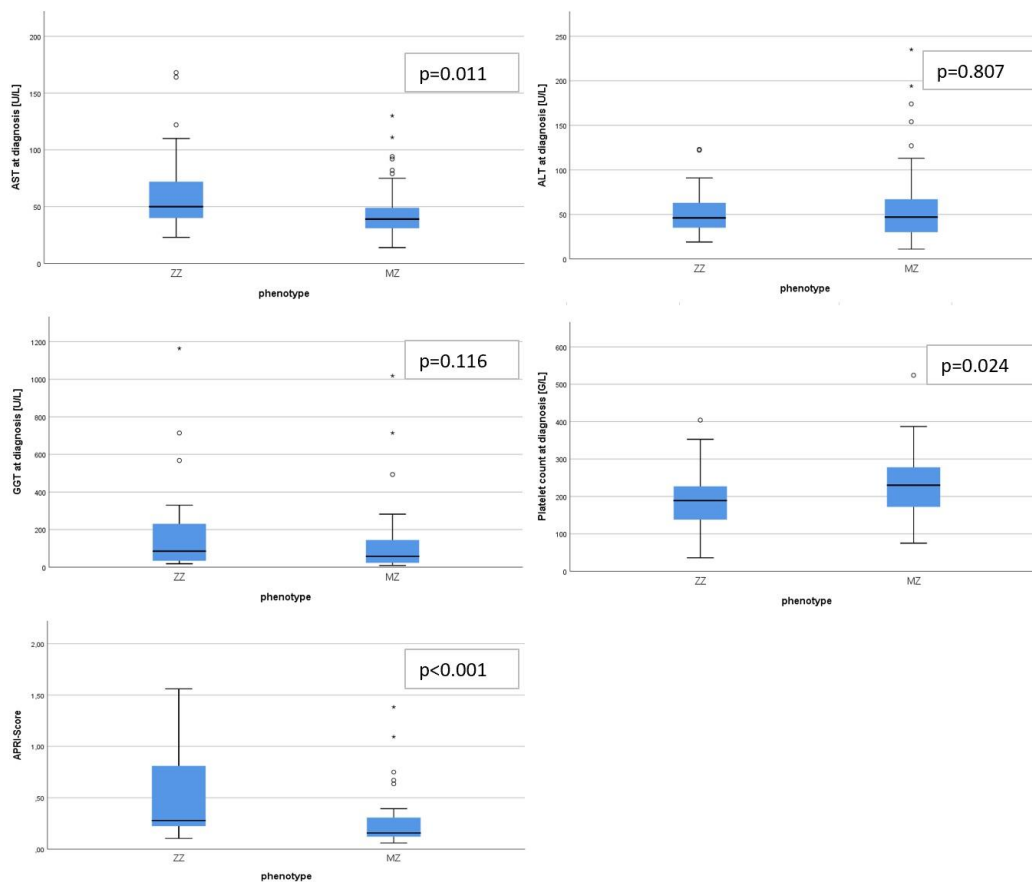 AST at diagnosis [U/L]
200
150
100
50
0
p=0.011
ZZ
MZ
phenotype
ALT at diagnosis [U/L]
250
200
150
100
50
0
p=0.807
ZZ
MZ
phenotype
GGT at diagnosis [U/L]
1200
1000
800
600
400
200
0
p=0.116
ZZ
MZ
phenotype
Platelet count at diagnosis [G/L]
600
500
400
300
200
100
0
p=0.024
ZZ
MZ
phenotype
APRI-Score
2,00
1,50
1,00
,50
,00
p<0.001
ZZ
MZ
phenotype